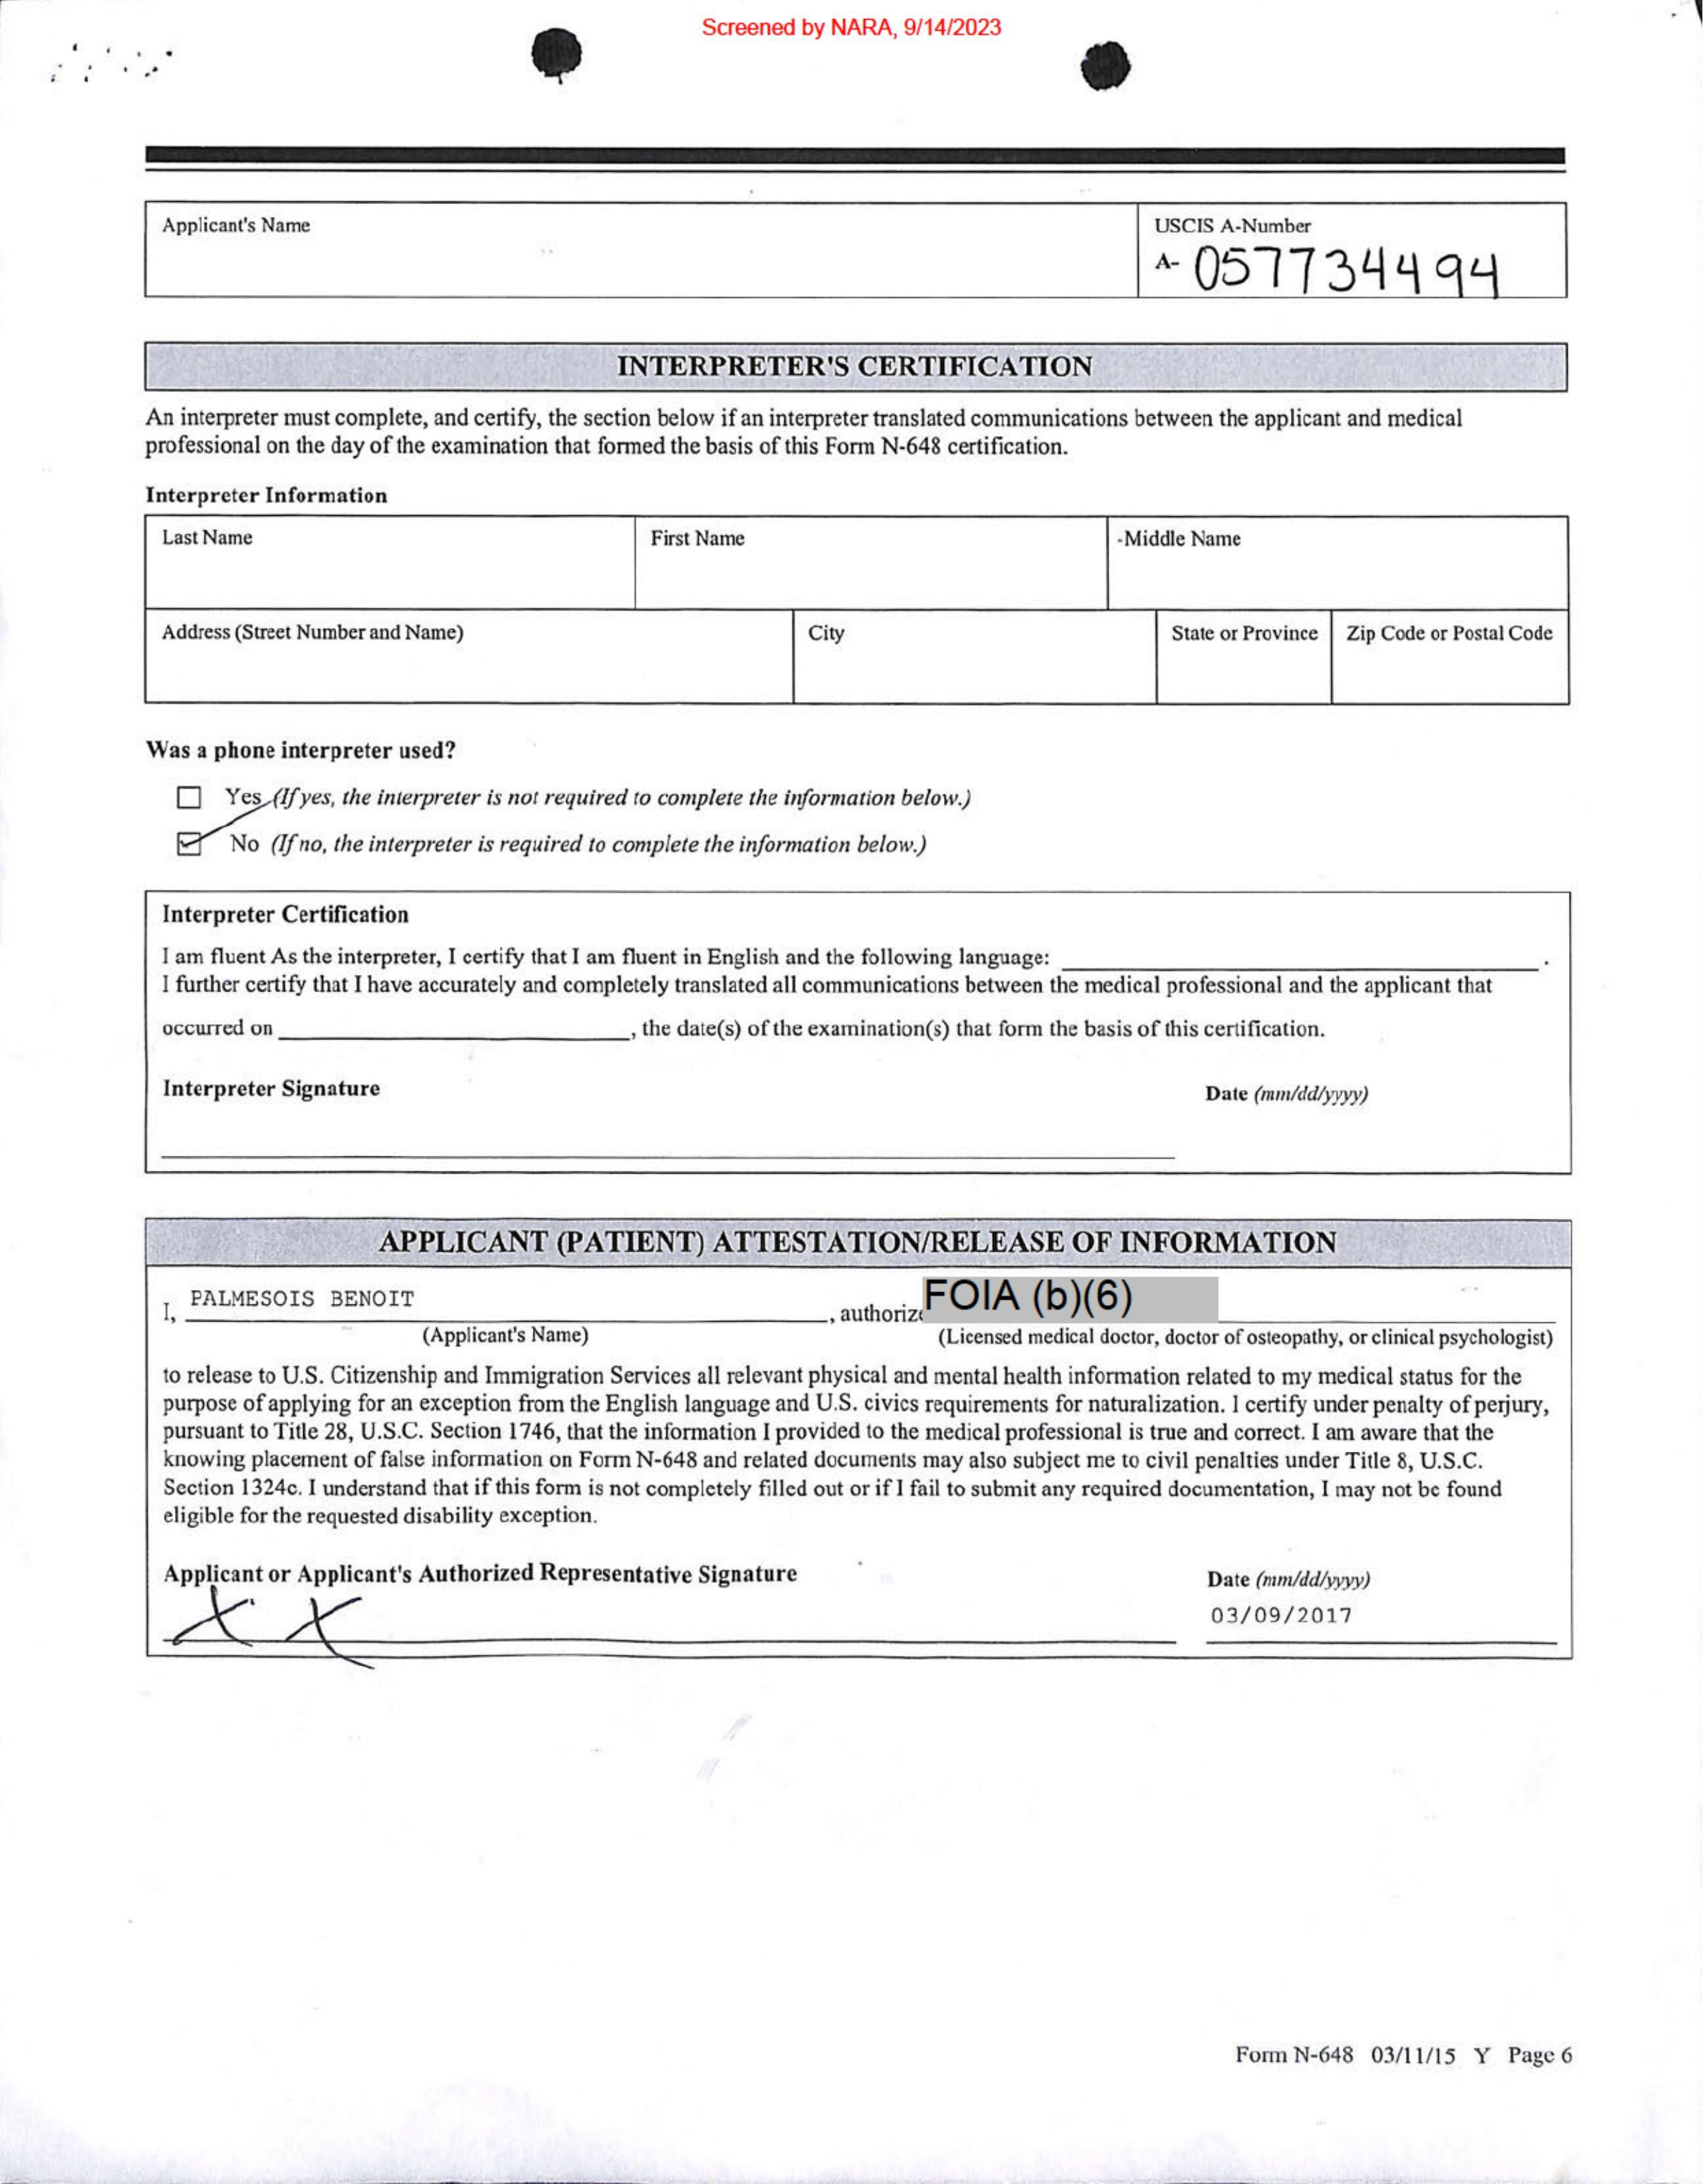 Screened by NARA, 9/14/2023
Applicant's Name
USCIS A-Number
A- 057734494
INTERPRETER'S CERTIFICATION
An interpreter must complete, and certify, the section below if an interpreter translated communications between the applicant and medical
professional on the day of the examination that formed the basis of this Form N-648 certification.
Interpreter Information
Last Name
First Name
Middle Name
Address (Street Number and Name)
City
State or Province
Zip Code or Postal Code
Was a phone interpreter used?
Yes (If yes, the interpreter is not required to complete the information below.)
No (If no, the interpreter is required to complete the information below.)
Interpreter Certification
I am fluent As the interpreter, I certify that I am fluent in English and the following language: .
I further certify that I have accurately and completely translated all communications between the medical professional and the applicant that
occurred on , the date(s) of the examination(s) that form the basis of this certification.
Interpreter Signature
Date (mm/dd/yyyy)
APPLICANT (PATIENT) ATTESTATION/RELEASE OF INFORMATION
I, PALMESOIS BENOIT , authorize FOIA (b)(6)
(Applicant's Name)
(Licensed medical doctor, doctor of osteopathy, or clinical psychologist)
to release to U.S. Citizenship and Immigration Services all relevant physical and mental health information related to my medical status for the
purpose of applying for an exception from the English language and U.S. civics requirements for naturalization. I certify under penalty of perjury,
pursuant to Title 28, U.S.C. Section 1746, that the information I provided to the medical professional is true and correct. I am aware that the
knowing placement of false information on Form N-648 and related documents may also subject me to civil penalties under Title 8, U.S.C.
Section 1324c. I understand that if this form is not completely filled out or if I fail to submit any required documentation, I may not be found
eligible for the requested disability exception.
Applicant or Applicant's Authorized Representative Signature
Date (mm/dd/yyyy)
X X
03/09/2017
Form N-648 03/11/15 Y Page 6